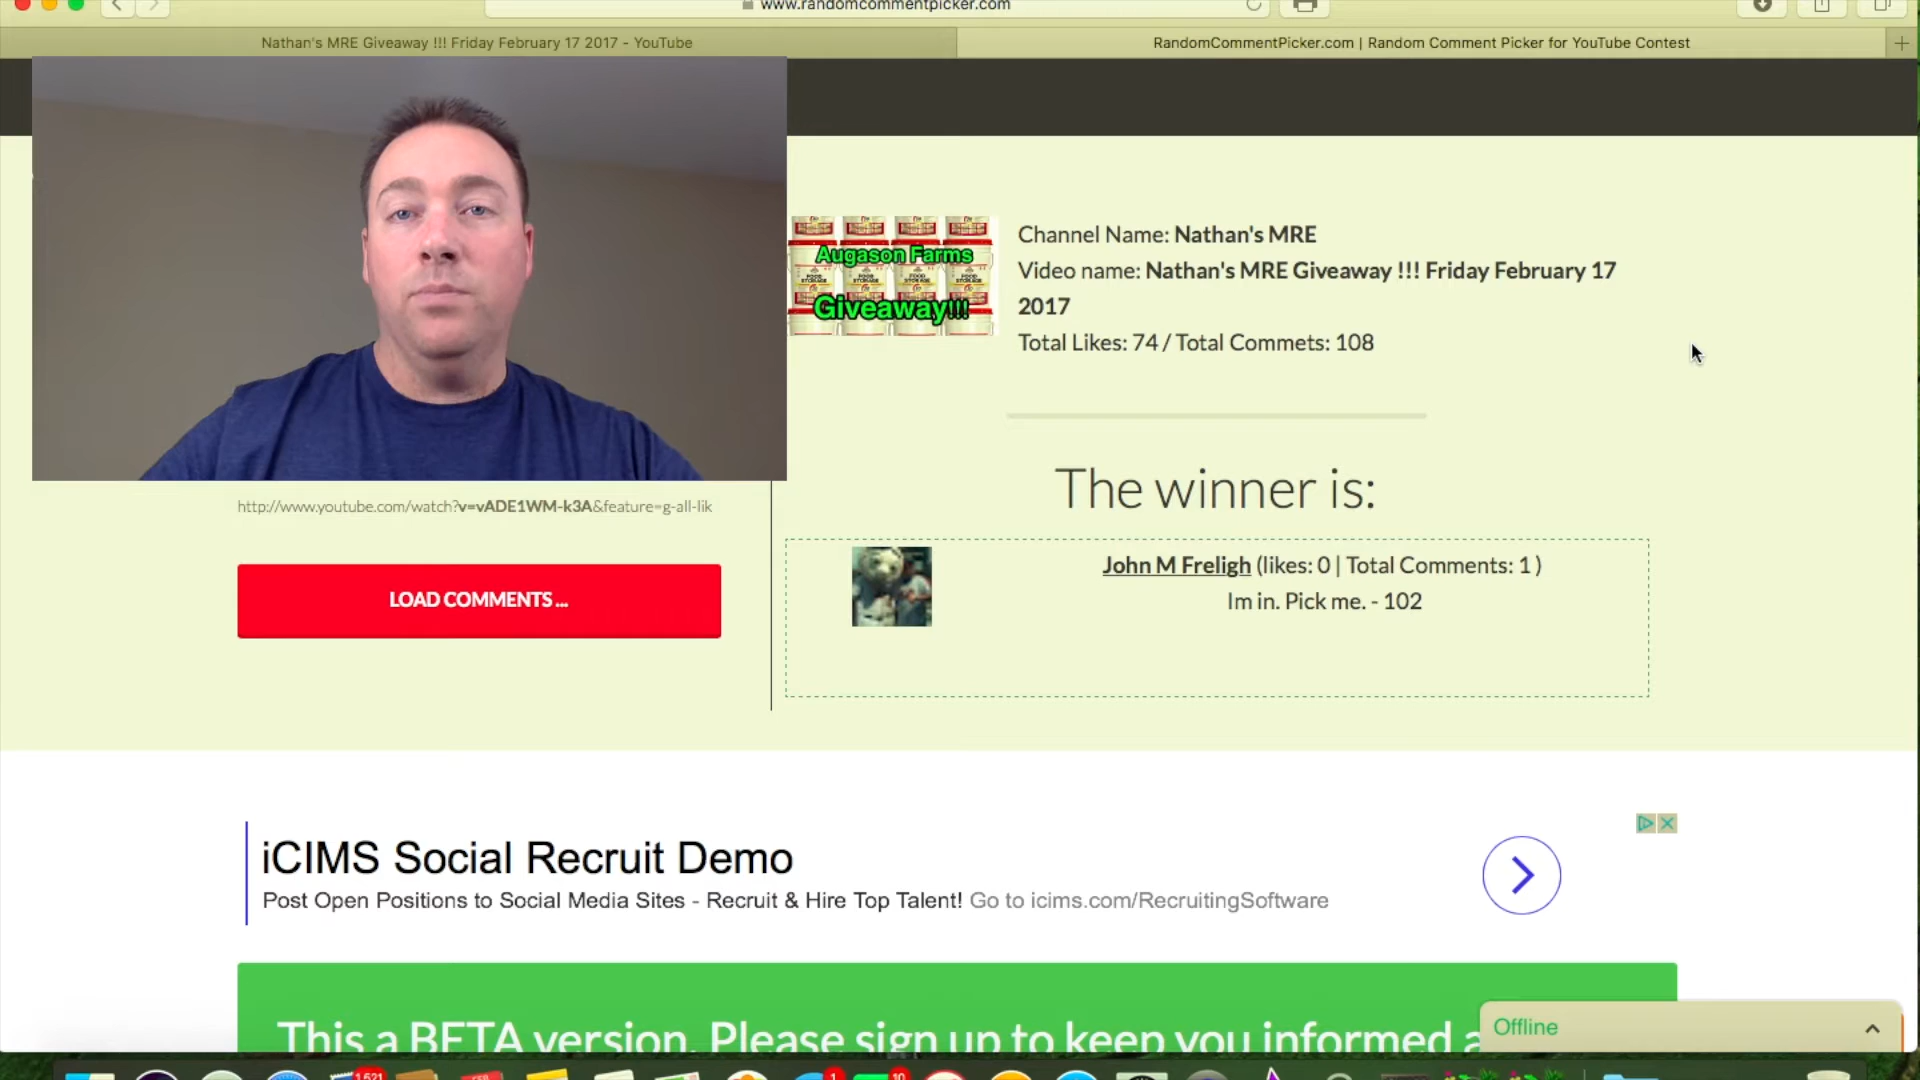 www.randomcommentpicker.com
Nathan's MRE Giveaway !!! Friday February 17 2017 - YouTube
RandomCommentPicker.com | Random Comment Picker for YouTube Contest
Augason Farms
Giveaway!!!
Channel Name: Nathan's MRE
Video name: Nathan's MRE Giveaway !!! Friday February 17
2017
Total Likes: 74 / Total Commets: 108
The winner is:
http://www.youtube.com/watch?v=vADE1WM-k3A&feature=g-all-lik
John M Freligh (likes: 0 | Total Comments: 1 )
Im in. Pick me. - 102
LOAD COMMENTS ...
iCIMS Social Recruit Demo
Post Open Positions to Social Media Sites - Recruit & Hire Top Talent! Go to icims.com/RecruitingSoftware
This a BETA version. Please sign up to keep you informed a
Offline
1,521
1
10